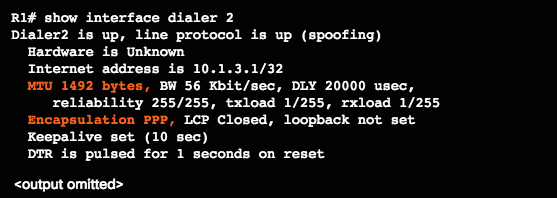 R1# show interface dialer 2
Dialer2 is up, line protocol is up (spoofing)
Hardware is Unknown
Internet address is 10.1.3.1/32
MTU 1492 bytes, BW 56 Kbit/sec, DLY 20000 usec,
reliability 255/255, txload 1/255, rxload 1/255
Encapsulation PPP, LCP Closed, loopback not set
Keepalive set (10 sec)
DTR is pulsed for 1 seconds on reset
<output omitted>